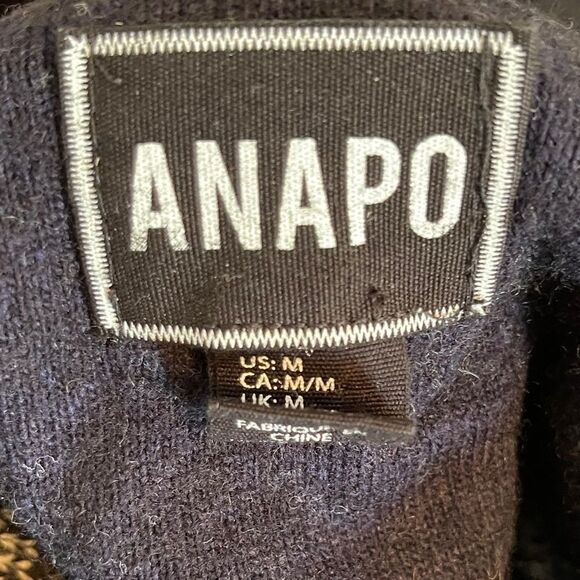 ANAPO
US: M
CA: M/M
UK: M
FABRIQUÉ EN
CHINE